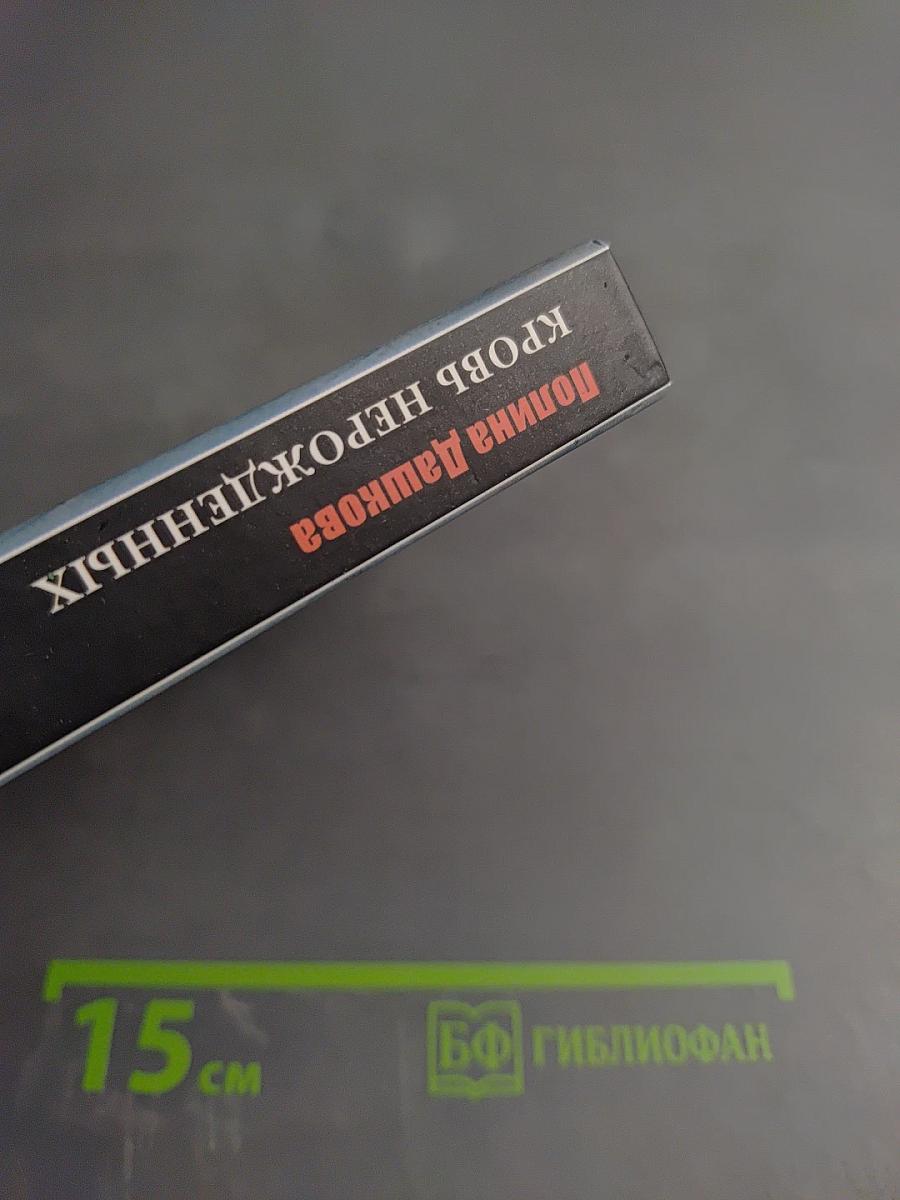 Полина Дашкова
КРОВЬ НЕРОЖДЕННЫХ
15 см
БФ ГИБЛИОФАН